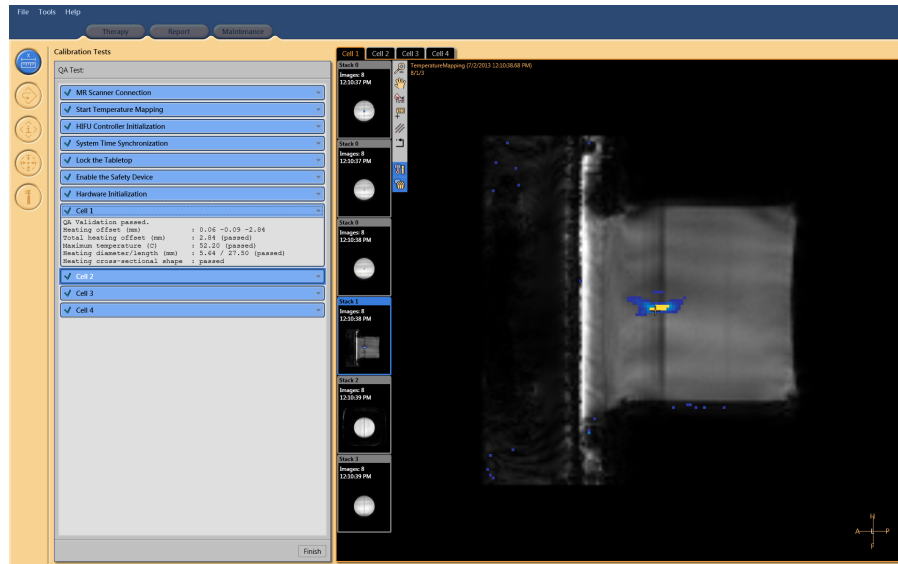 File Tools Help
Therapy Report Maintenance
Calibration Tests
QA Test:
MR Scanner Connection
Start Temperature Mapping
HIFU Controller Initialization
System Time Synchronization
Lock the Tabletop
Enable the Safety Device
Hardware Initialization
Cell 1
QA Validation passed.
Heating offset (mm) : 0.06 -0.09 -2.84
Total heating offset (mm) : 2.84 (passed)
Maximum temperature (C) : 52.20 (passed)
Heating diameter/length (mm) : 5.64 / 27.50 (passed)
Heating cross-sectional shape : passed
Cell 2
Cell 3
Cell 4
Finish
Cell 1 Cell 2 Cell 3 Cell 4
Stack 0
Images: 8
12:10:37 PM
Stack 0
Images: 8
12:10:37 PM
Stack 0
Images: 8
12:10:38 PM
Stack 1
Images: 8
12:10:38 PM
Stack 2
Images: 8
12:10:39 PM
Stack 3
Images: 8
12:10:39 PM
TemperatureMapping (7/2/2013 12:10:38,68 PM)
8/1/3
H
A L P
F